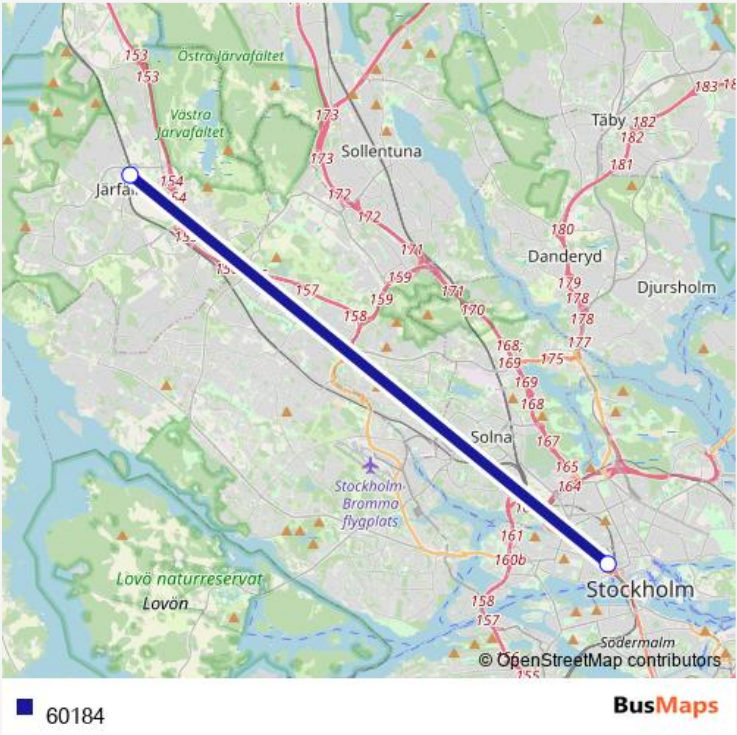 153
153
Östra Järvafältet
Västra
Järvafältet
173
173
183
Täby
182
182
181
Sollentuna
154
172
172
180
171
Danderyd
179
178
178
177
Djursholm
159
159
157
158
171
170
168;
169
175
169
168
167
165
164
Solna
Stockholm-
Bromma
flygplats
161
160b
158
157
155
Stockholm
Södermalm
Lovö naturreservat
Lovön
© OpenStreetMap contributors
60184
BusMaps